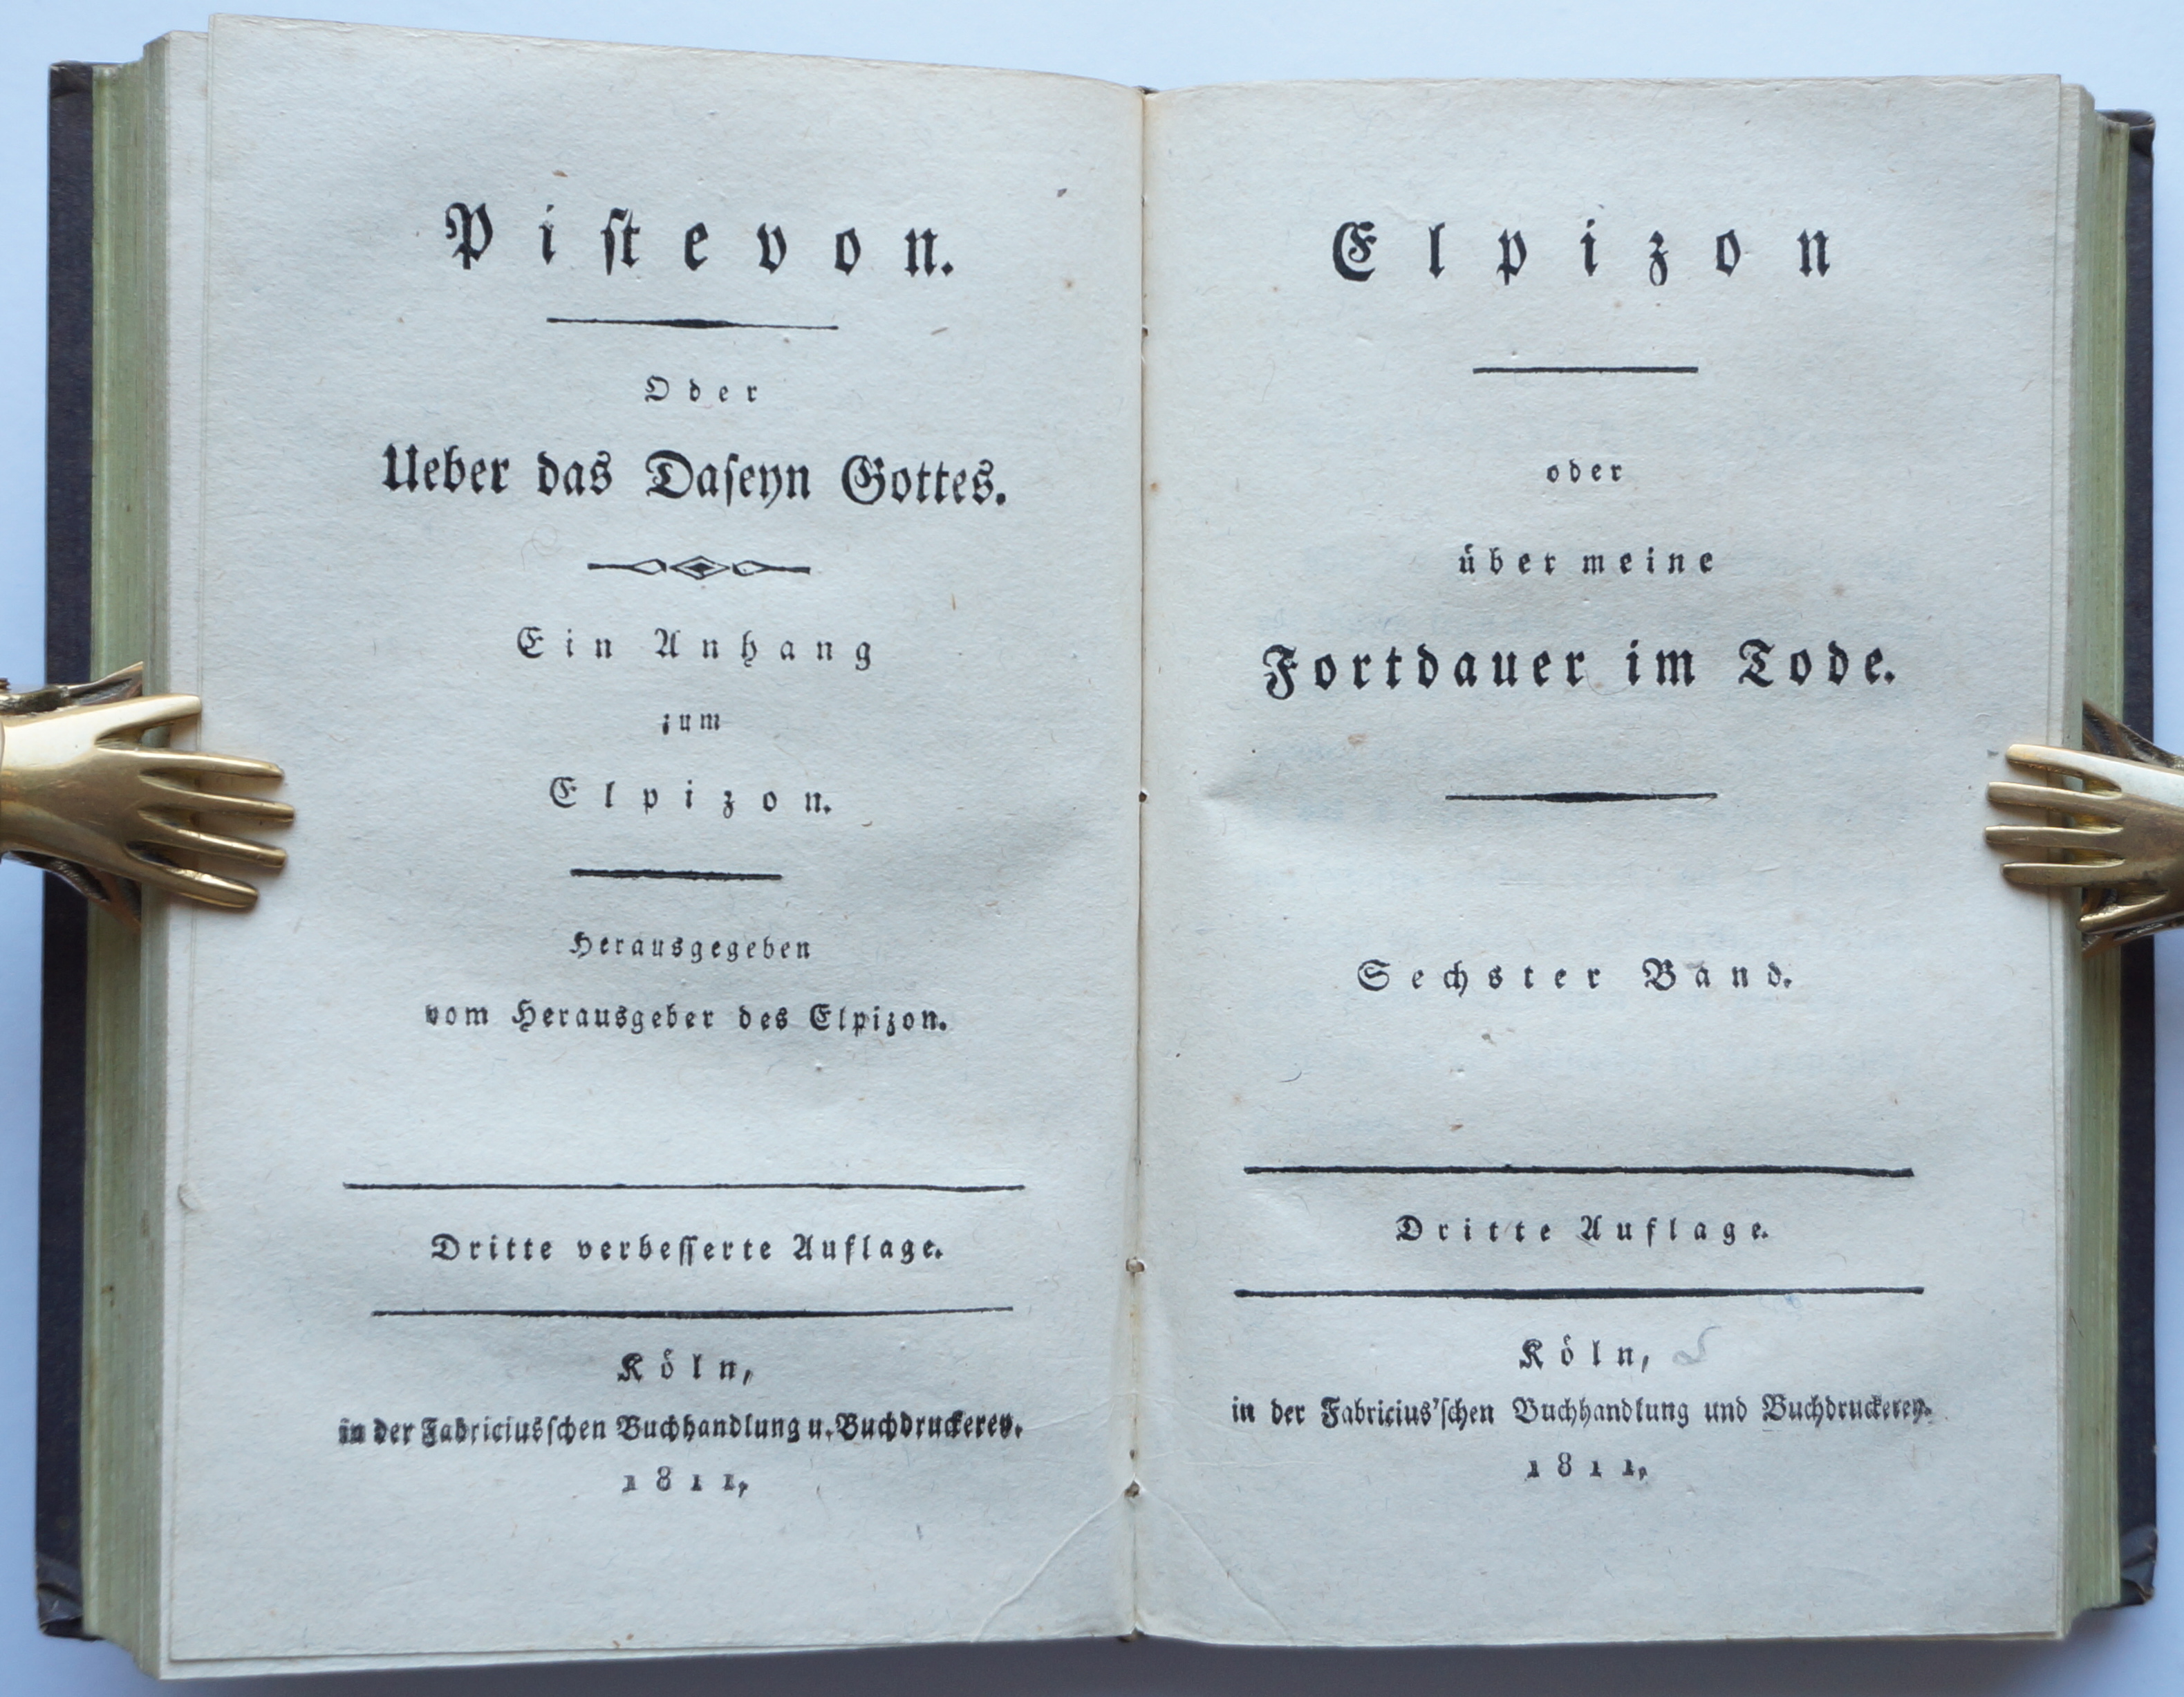 Pistevon.
Oder
Ueber das Daseyn Gottes.
Ein Anhang
zum
Elpizon.
Herausgegeben
vom Herausgeber des Elpizon.
Dritte verbesserte Auflage.
Köln,
in der Fabriciusschen Buchhandlung u. Buchdruckerey.
1811.
Elpizon
oder
über meine
Fortdauer im Tode.
Sechster Band.
Dritte Auflage.
Köln,
in der Fabricius'schen Buchhandlung und Buchdruckerey.
1811.